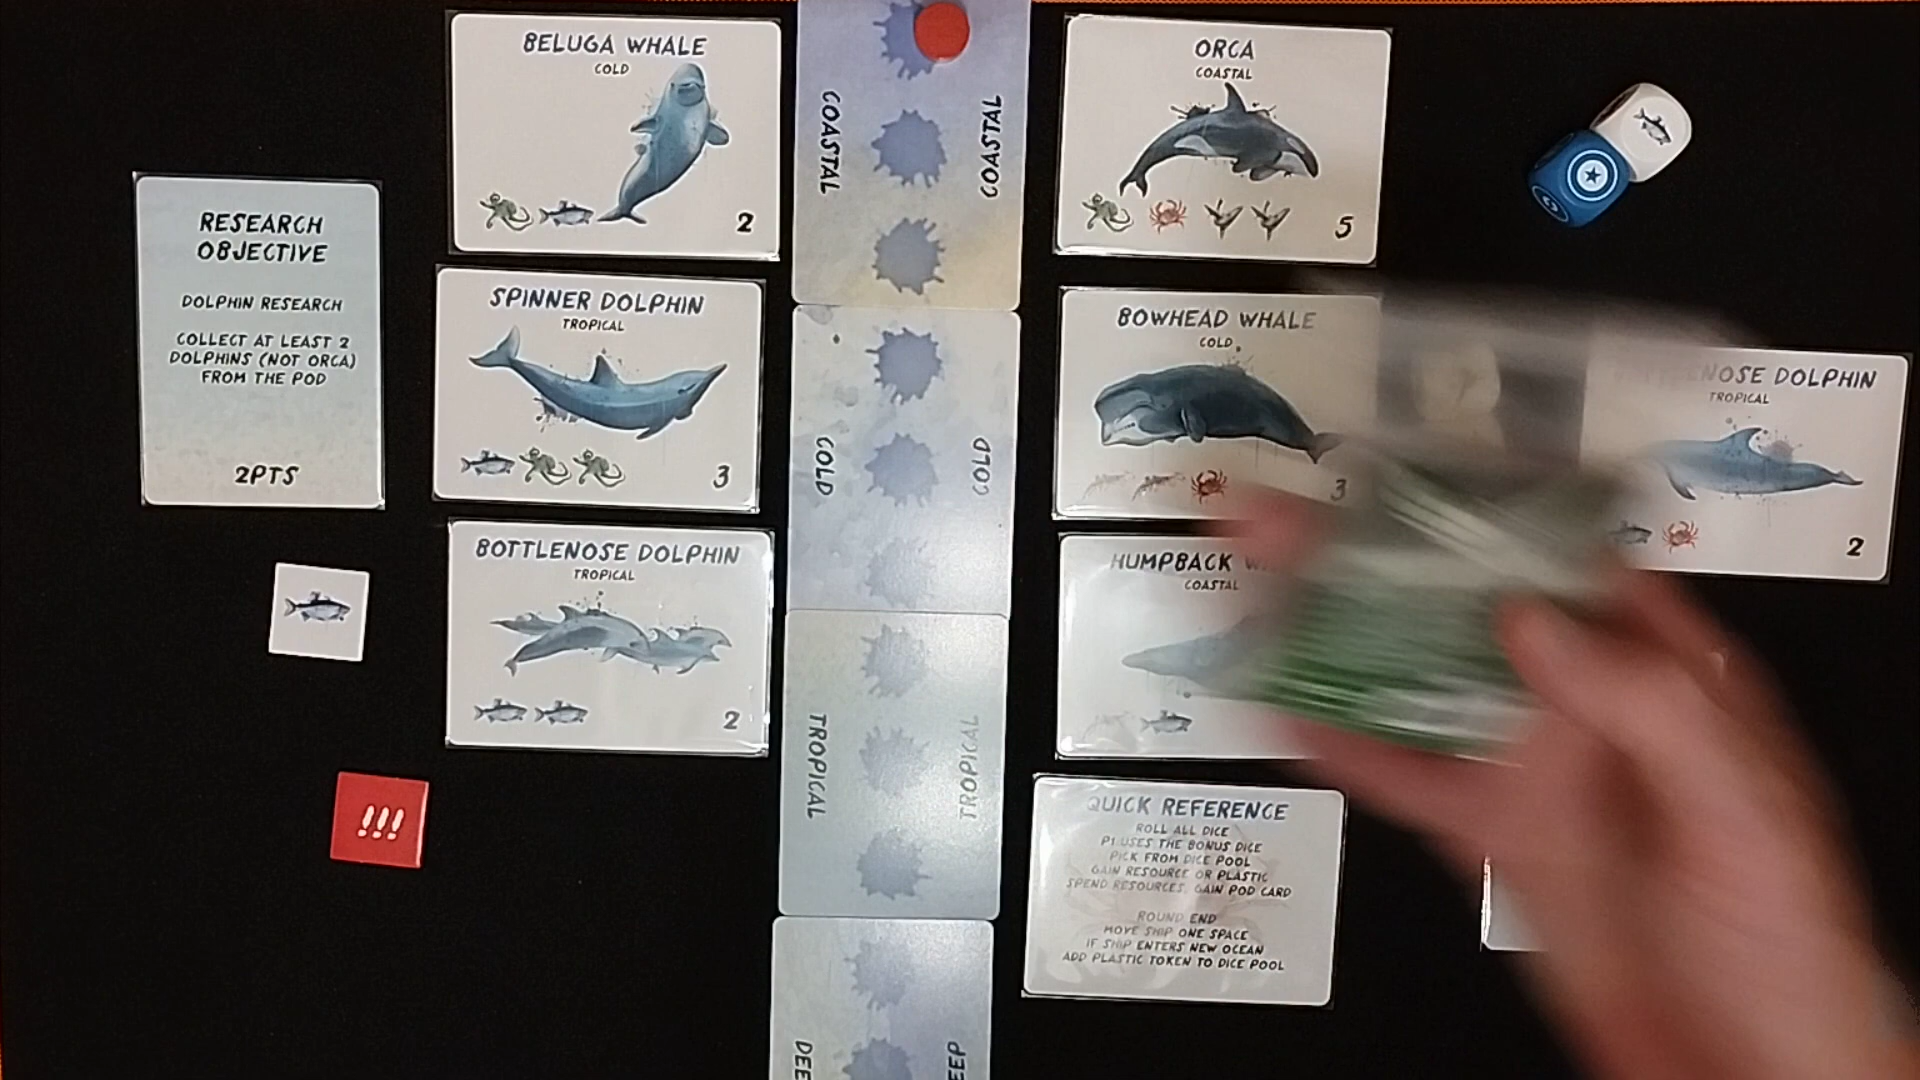 BELUGA WHALE
COLD
2
COASTAL
COASTAL
ORCA
COASTAL
5
RESEARCH
OBJECTIVE
DOLPHIN RESEARCH
COLLECT AT LEAST 2
DOLPHINS (NOT ORCA)
FROM THE POD
2PTS
SPINNER DOLPHIN
TROPICAL
3
COLD
COLD
BOWHEAD WHALE
COLD
3
NOSE DOLPHIN
TROPICAL
2
BOTTLENOSE DOLPHIN
TROPICAL
2
TROPICAL
TROPICAL
HUMPBACK
COASTAL
!!!
QUICK REFERENCE
ROLL ALL DICE
P1 USES THE BONUS DICE
PICK FROM DICE POOL
GAIN RESOURCE OR PLASTIC
SPEND RESOURCES, GAIN POD CARD
ROUND END
MOVE SHIP ONE SPACE
IF SHIP ENTERS NEW OCEAN
ADD PLASTIC TOKEN TO DICE POOL
DEE
EEP